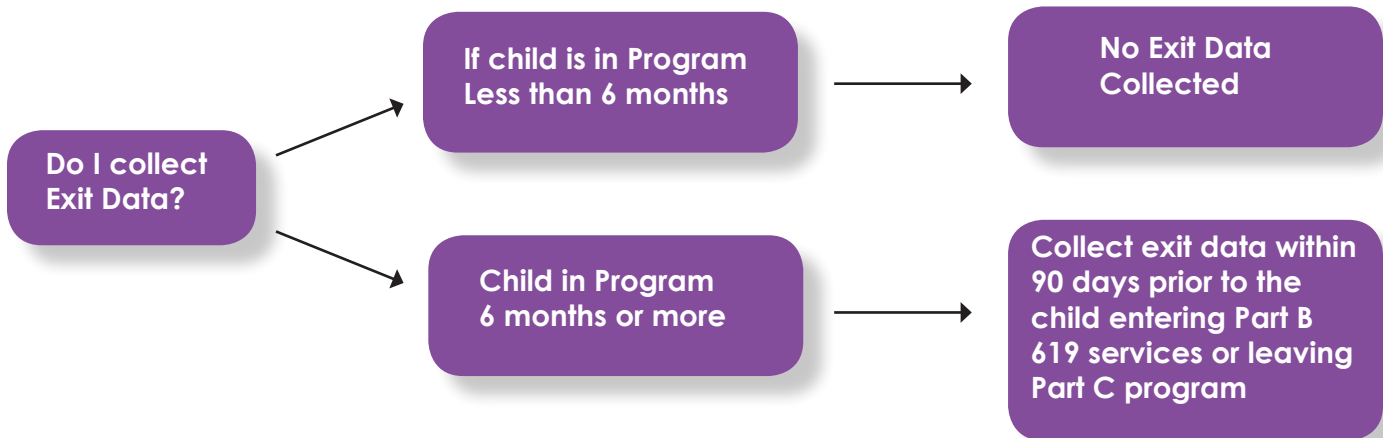 Do I collect
Exit Data?
If child is in Program
Less than 6 months
No Exit Data
Collected
Child in Program
6 months or more
Collect exit data within
90 days prior to the
child entering Part B
619 services or leaving
Part C program